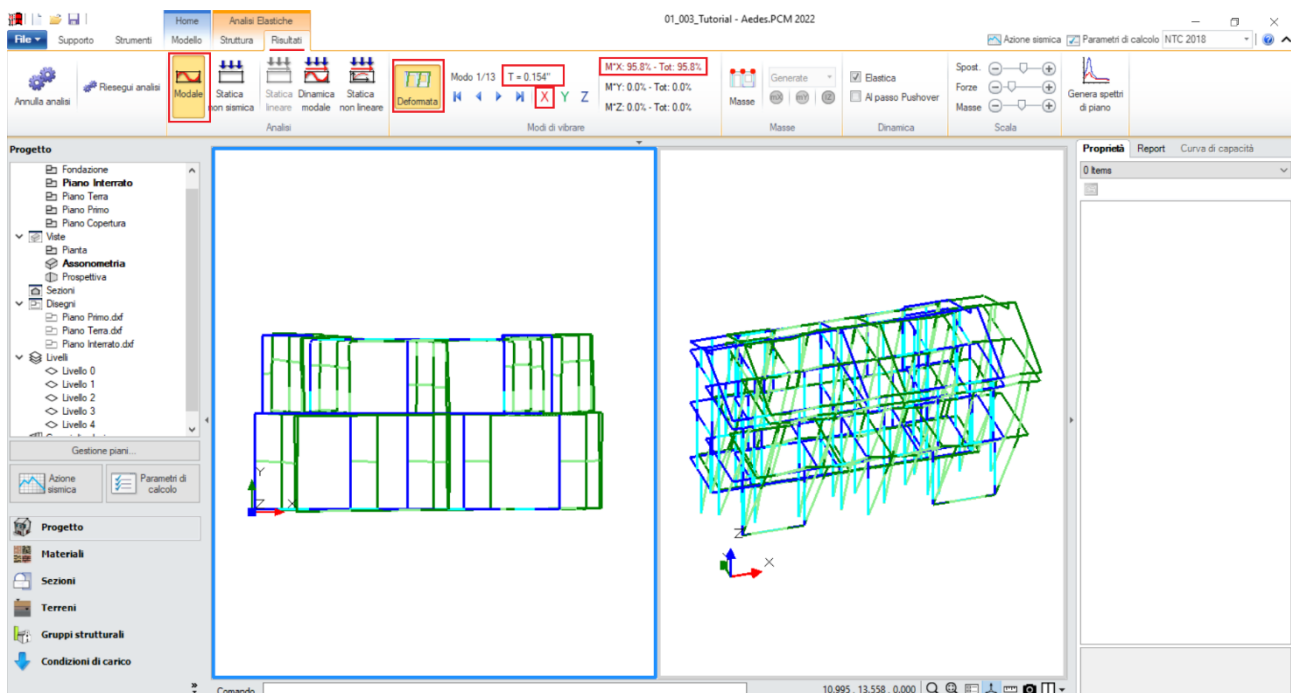 01_003_Tutorial - Aedes.PCM 2022
Home
Analisi Elastiche
File
Supporto
Strumenti
Modello
Struttura
Risultati
Azione sismica
Parametri di calcolo
NTC 2018
Annulla analisi
Riesegui analisi
Modale
Statica
non sismica
Statica
lineare
Dinamica
modale
Statica
non lineare
Analisi
Deformata
Modo 1/13
T = 0.154"
X Y Z
M*X: 95.8% - Tot: 95.8%
M*Y: 0.0% - Tot: 0.0%
M*Z: 0.0% - Tot: 0.0%
Modi di vibrare
Masse
Generate
Masse
Elastica
Al passo Pushover
Dinamica
Spost.
Forze
Masse
Scala
Genera spettri
di piano
Progetto
Fondazione
Piano Interrato
Piano Terra
Piano Primo
Piano Copertura
Viste
Pianta
Assonometria
Prospettiva
Sezioni
Disegni
Piano Primo.dxf
Piano Terra.dxf
Piano Interrato.dxf
Livelli
Livello 0
Livello 1
Livello 2
Livello 3
Livello 4
Gestione piani...
Azione
sismica
Parametri di
calcolo
Progetto
Materiali
Sezioni
Terreni
Gruppi strutturali
Condizioni di carico
Y
Z
X
Z
X
Proprietà
Report
Curva di capacità
0 Items
Comando
10.995 , 13.558 , 0.000